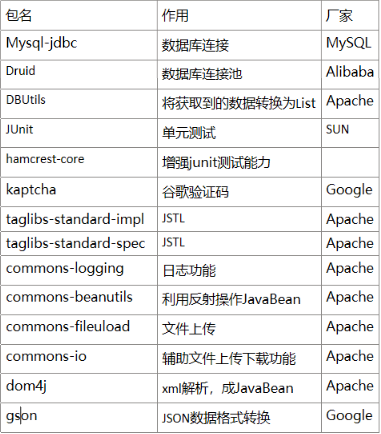 包名 作用 厂家
Mysql-jdbc 数据库连接 MySQL
Druid 数据库连接池 Alibaba
DBUtils 将获取到的数据转换为List Apache
JUnit 单元测试 SUN
hamcrest-core 增强junit测试能力
kaptcha 谷歌验证码 Google
taglibs-standard-impl JSTL Apache
taglibs-standard-spec JSTL Apache
commons-logging 日志功能 Apache
commons-beanutils 利用反射操作JavaBean Apache
commons-fileuload 文件上传 Apache
commons-io 辅助文件上传下载功能 Apache
dom4j xml解析，成JavaBean Apache
gson JSON数据格式转换 Google